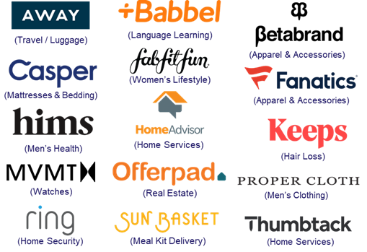 AWAY
(Travel / Luggage)
Casper
(Mattresses & Bedding)
hims
(Men's Health)
MVMT
(Watches)
ring
(Home Security)
+Babbel
(Language Learning)
fabfitfun
(Women's Lifestyle)
HomeAdvisor
(Home Services)
Offerpad.
(Real Estate)
SUN BASKET
(Meal Kit Delivery)
βetabrand
(Apparel & Accessories)
Fanatics
(Apparel & Accessories)
Keeps
(Hair Loss)
PROPER CLOTH
(Men's Clothing)
Thumbtack
(Home Services)